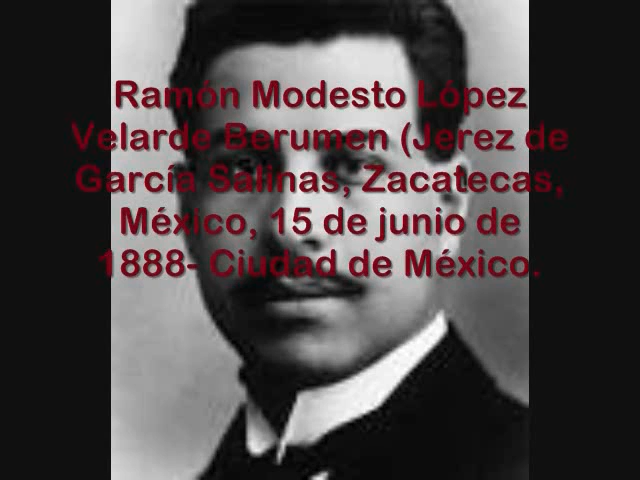 Ramón Modesto López
Velarde Berumen (Jerez de
García Salinas, Zacatecas,
México, 15 de junio de
1888- Ciudad de México.